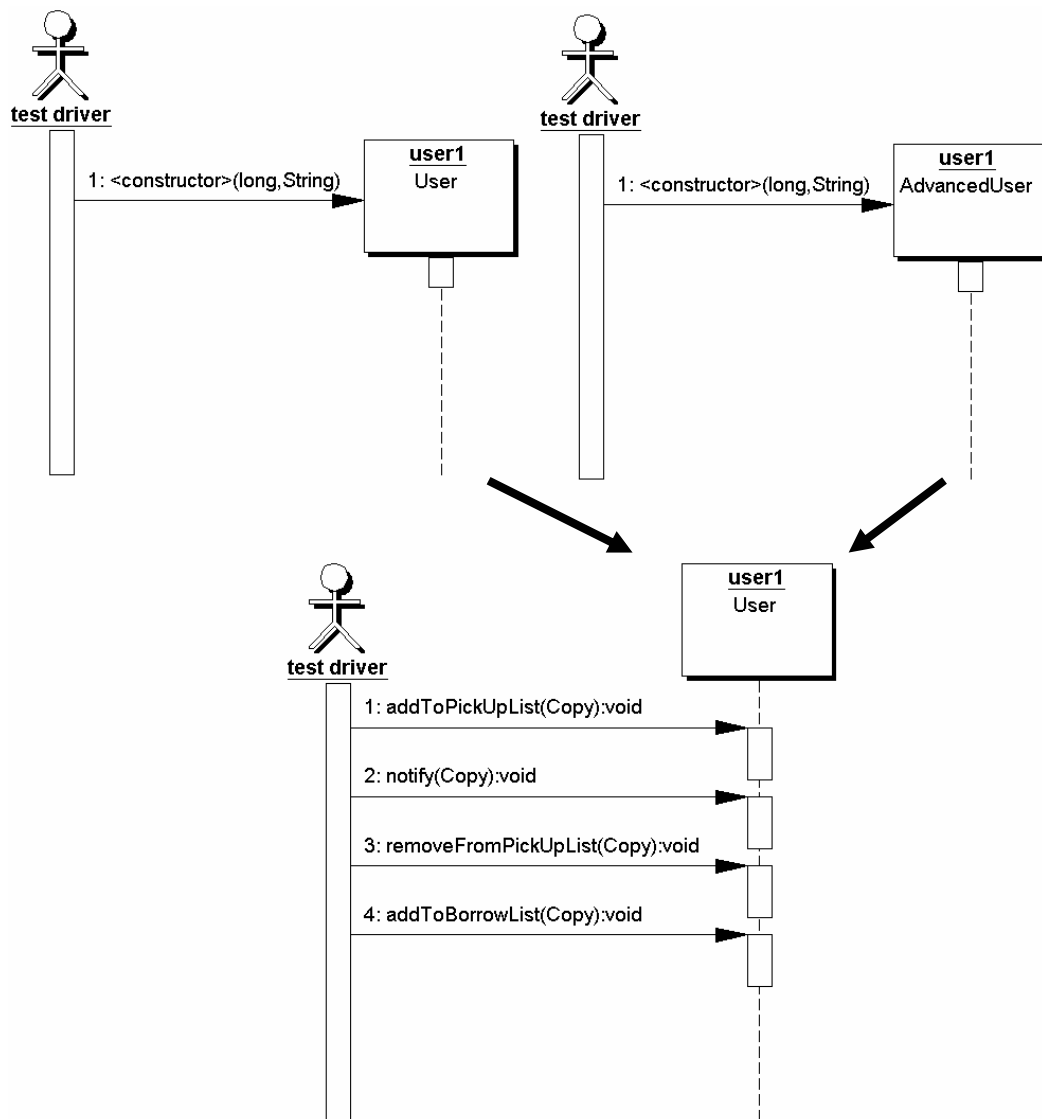 test driver
1: <constructor>(long,String)
user1
User
test driver
1: <constructor>(long,String)
user1
AdvancedUser
test driver
user1
User
1: addToPickUpList(Copy):void
2: notify(Copy):void
3: removeFromPickUpList(Copy):void
4: addToBorrowList(Copy):void